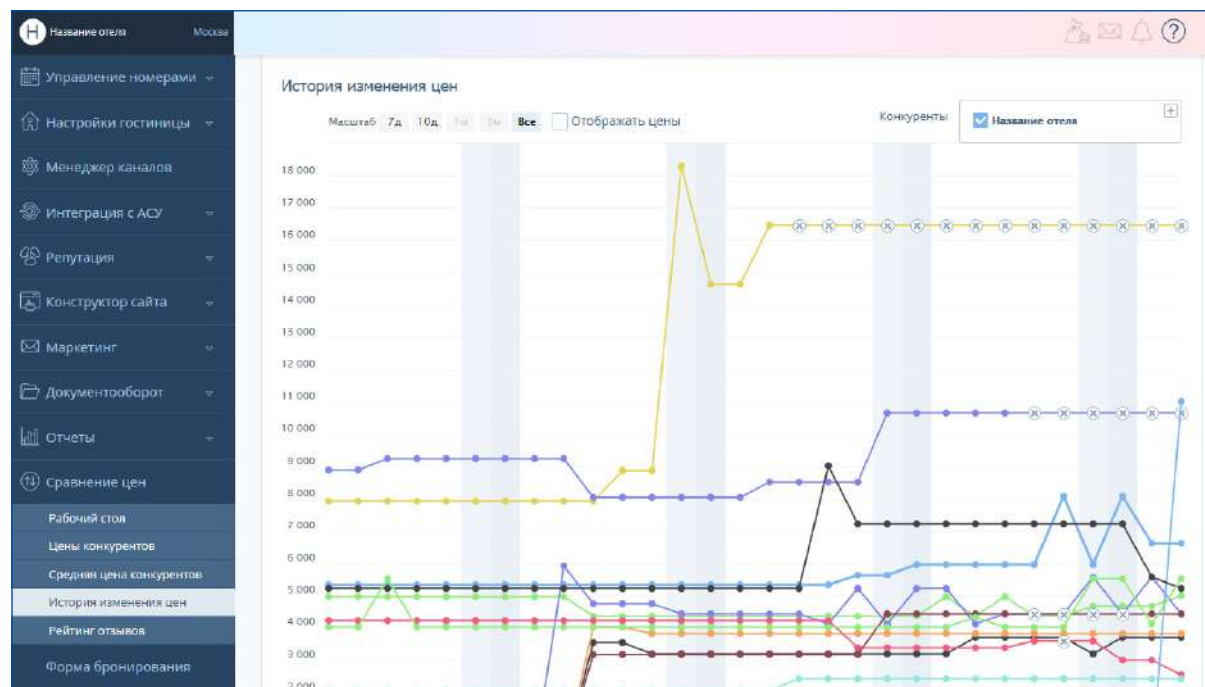 Н Название отеля Москва
?
Управление номерами
Настройки гостиницы
Менеджер каналов
Интеграция с АСУ
Репутация
Конструктор сайта
Маркетинг
Документооборот
Отчеты
Сравнение цен
Рабочий стол
Цены конкурентов
Средняя цена конкурентов
История изменения цен
Рейтинг отзывов
Форма бронирования
История изменения цен
Масштаб 7д 10д 1м 3м Все Отображать цены
Конкуренты Название отеля
18 000
17 000
16 000
15 000
14 000
13 000
12 000
11 000
10 000
9 000
8 000
7 000
6 000
5 000
4 000
3 000
2 000